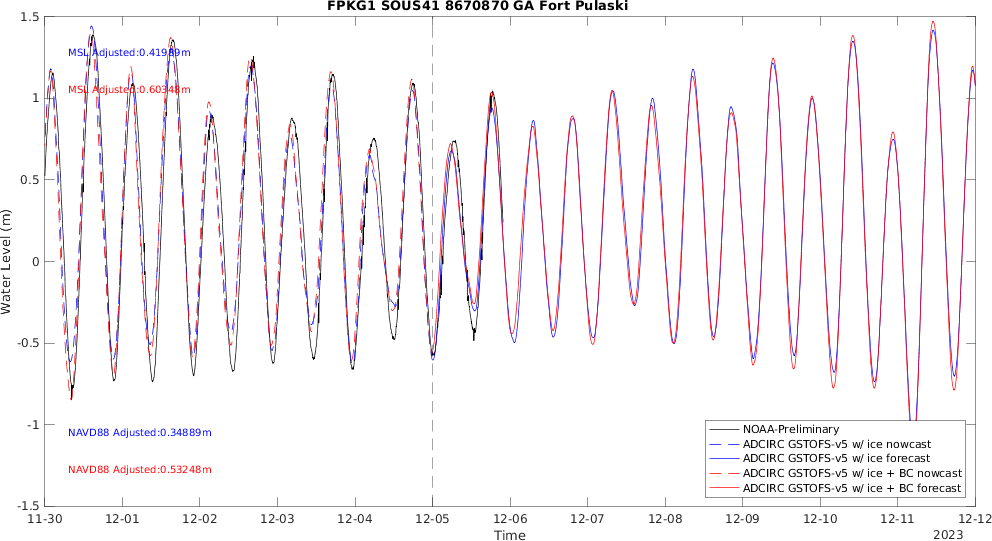 FPKG1 SOUS41 8670870 GA Fort Pulaski
1.5
1
0.5
0
-0.5
-1
-1.5
Water Level (m)
MSL Adjusted:0.41989m
MSL Adjusted:0.60348m
NAVD88 Adjusted:0.34889m
NAVD88 Adjusted:0.53248m
NOAA-Preliminary
ADCIRC GSTOFS-v5 w/ ice nowcast
ADCIRC GSTOFS-v5 w/ ice forecast
ADCIRC GSTOFS-v5 w/ ice + BC nowcast
ADCIRC GSTOFS-v5 w/ ice + BC forecast
11-30 12-01 12-02 12-03 12-04 12-05 12-06 12-07 12-08 12-09 12-10 12-11 12-12
Time
2023